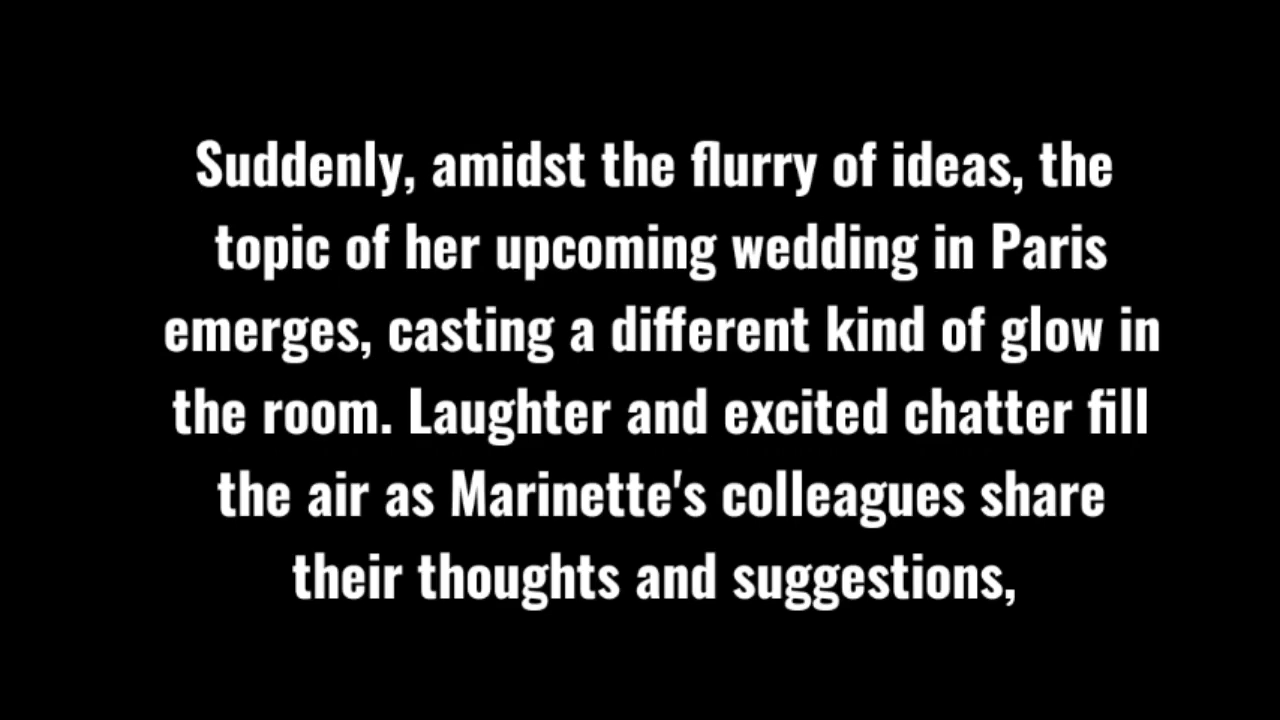 Suddenly, amidst the flurry of ideas, the
topic of her upcoming wedding in Paris
emerges, casting a different kind of glow in
the room. Laughter and excited chatter fill
the air as Marinette's colleagues share
their thoughts and suggestions,